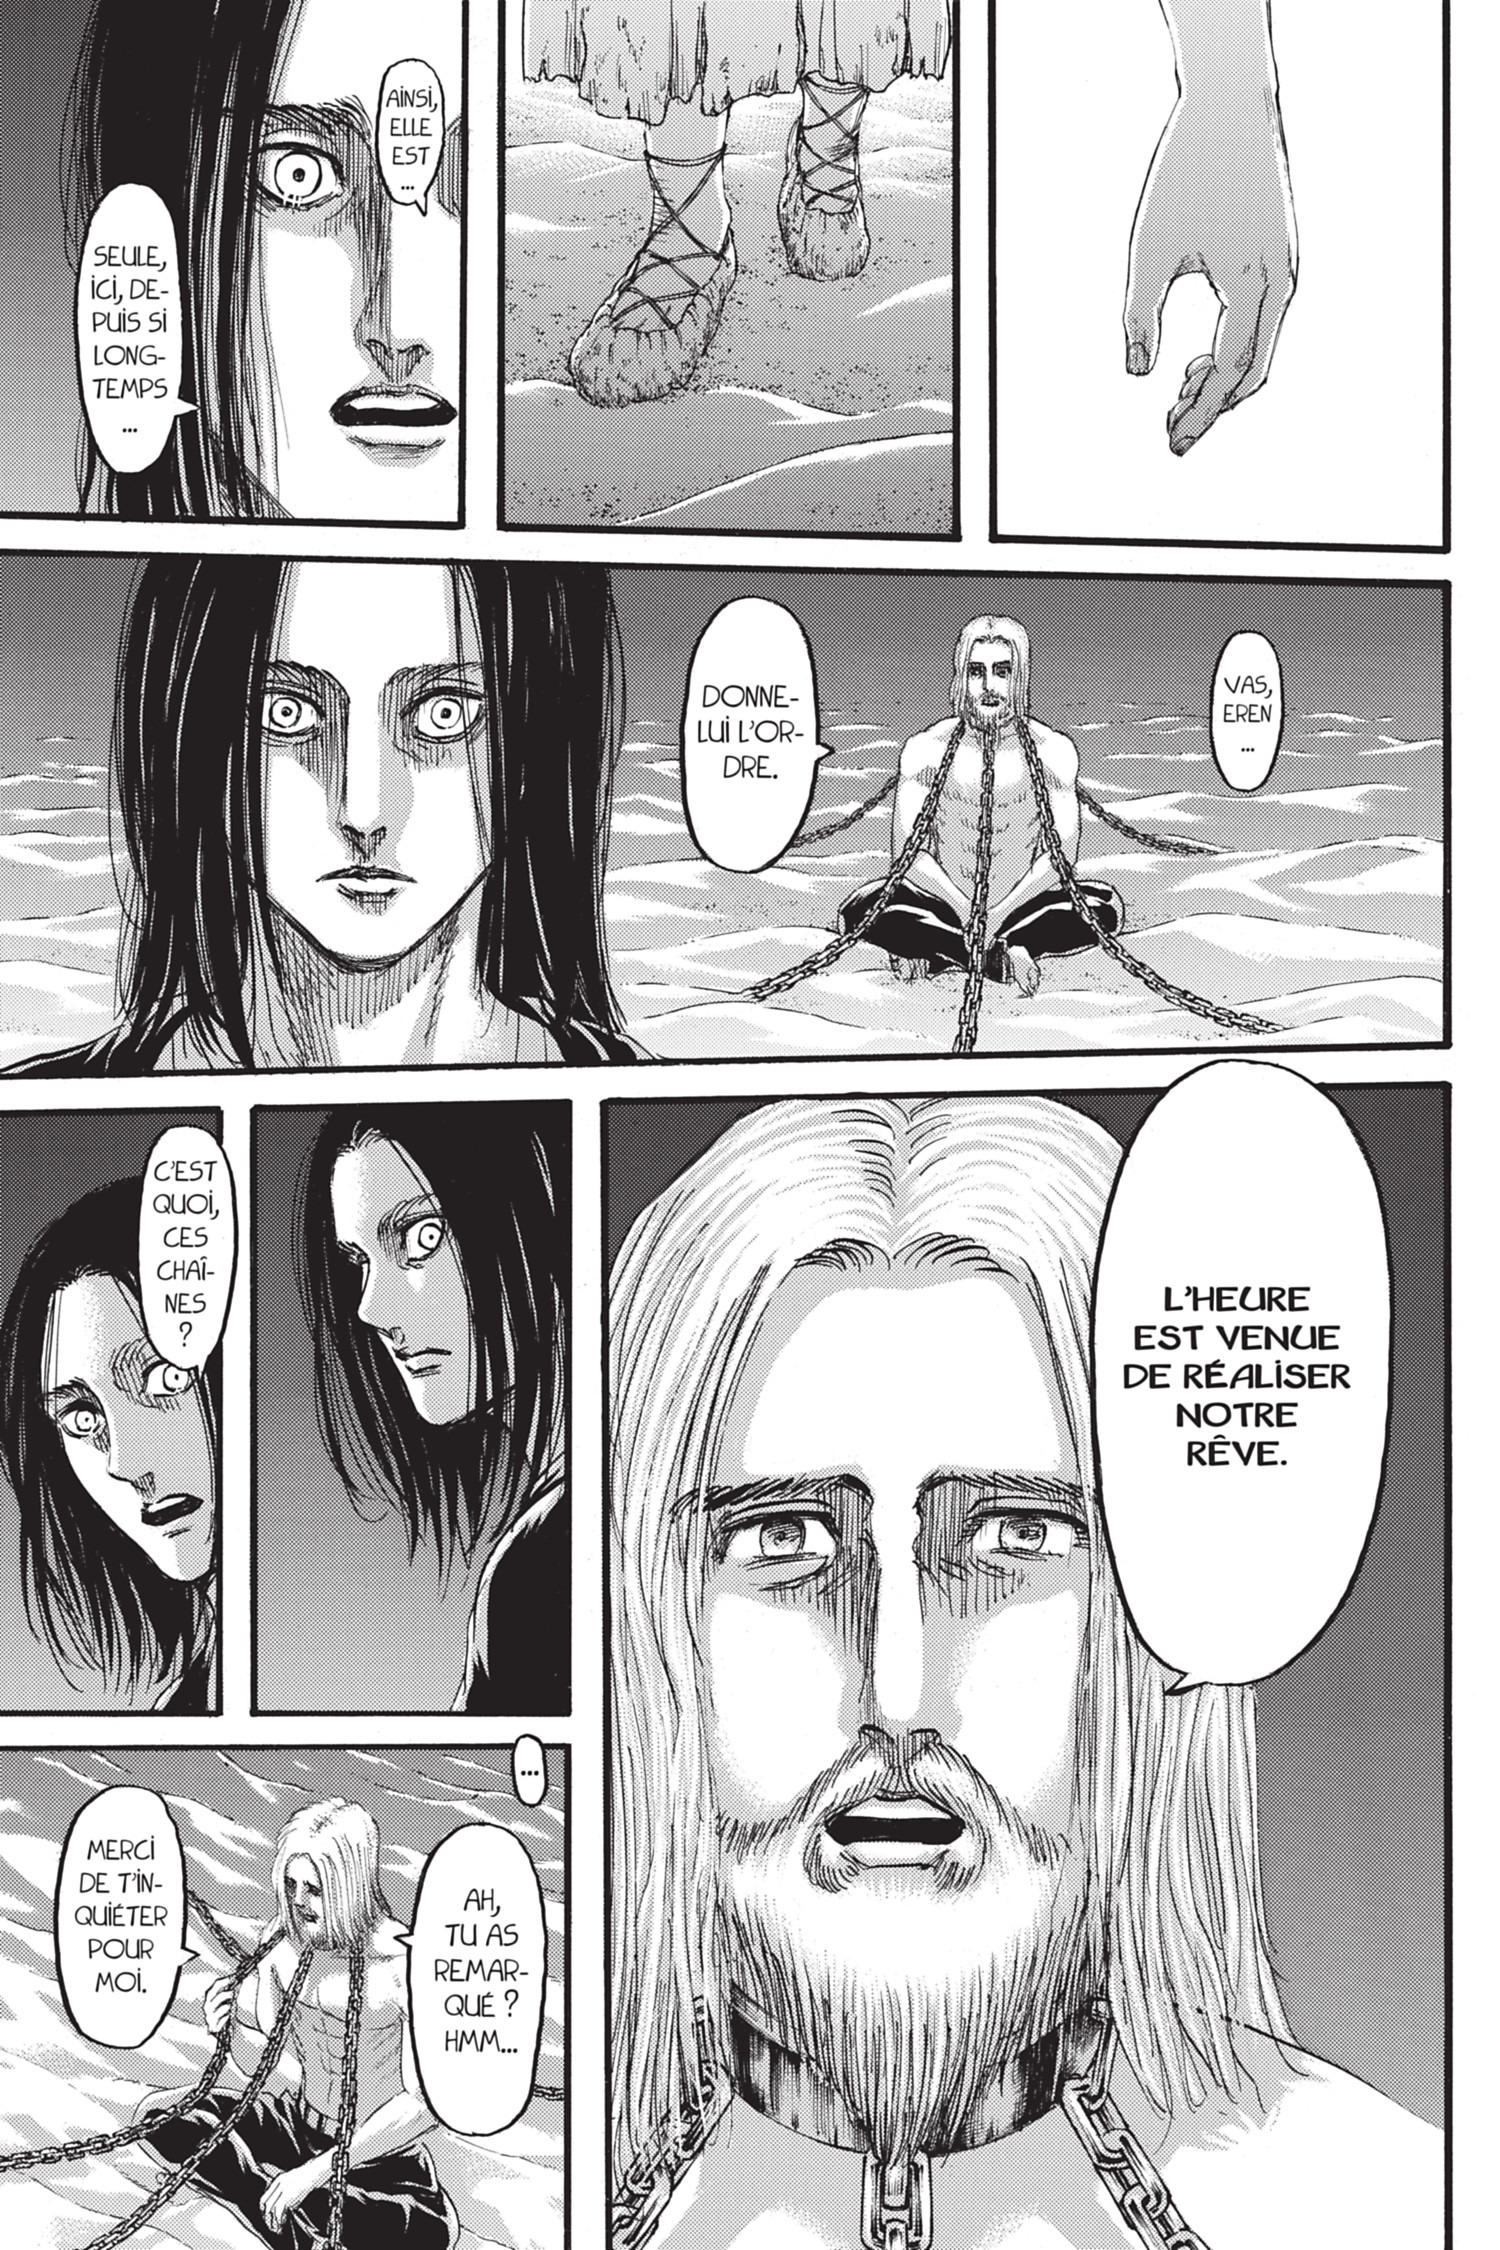 AINSI,
ELLE
EST
...
SEULE,
ICI, DE-
PUIS SI
LONG-
TEMPS
...
VAS,
EREN
...
DONNE-
LUI L'OR-
DRE.
L'HEURE
EST VENUE
DE RÉALISER
NOTRE
RÊVE.
C'EST
QUOI,
CES
CHAÎ-
NES
?
...
AH,
TU AS
REMAR-
QUÉ ?
HMM...
MERCI
DE T'IN-
QUIÉTER
POUR
MOI.